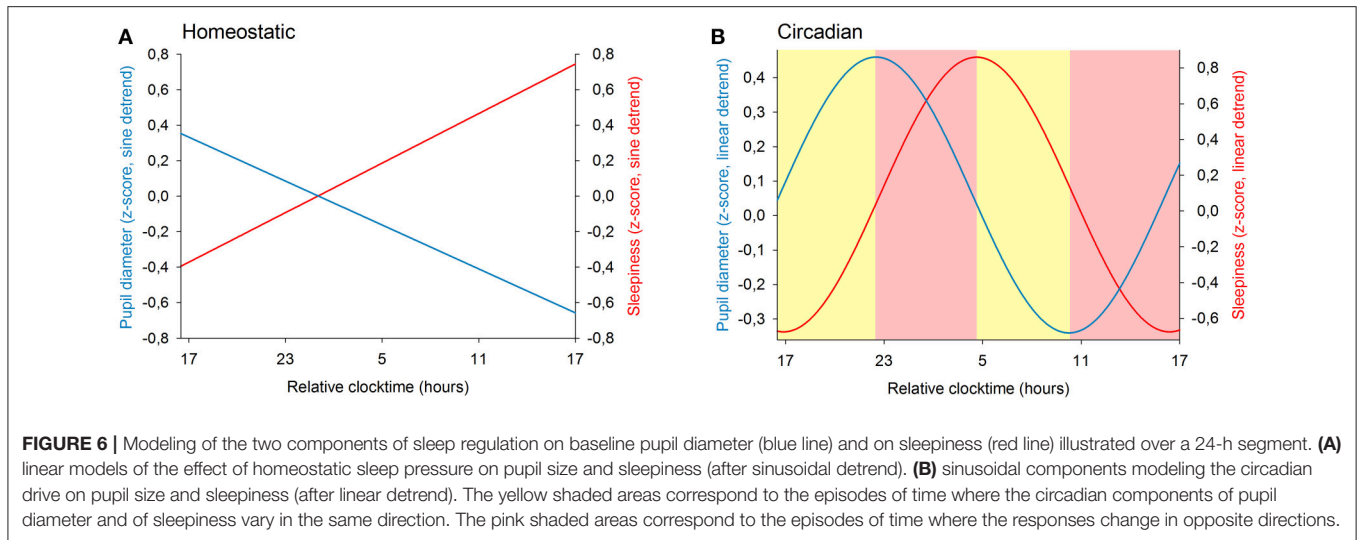 A Homeostatic
0,8
0,6
0,4
0,2
0,0
-0,2
-0,4
-0,6
-0,8
Pupil diameter (z-score, sine detrend)
0,8
0,6
0,4
0,2
0,0
-0,2
-0,4
-0,6
-0,8
Sleepiness (z-score, sine detrend)
17 23 5 11 17
Relative clocktime (hours)
B Circadian
0,4
0,3
0,2
0,1
0,0
-0,1
-0,2
-0,3
Pupil diameter (z-score, linear detrend)
0,8
0,6
0,4
0,2
0,0
-0,2
-0,4
-0,6
Sleepiness (z-score, linear detrend)
17 23 5 11 17
Relative clocktime (hours)
FIGURE 6 | Modeling of the two components of sleep regulation on baseline pupil diameter (blue line) and on sleepiness (red line) illustrated over a 24-h segment. (A)
linear models of the effect of homeostatic sleep pressure on pupil size and sleepiness (after sinusoidal detrend). (B) sinusoidal components modeling the circadian
drive on pupil size and sleepiness (after linear detrend). The yellow shaded areas correspond to the episodes of time where the circadian components of pupil
diameter and of sleepiness vary in the same direction. The pink shaded areas correspond to the episodes of time where the responses change in opposite directions.